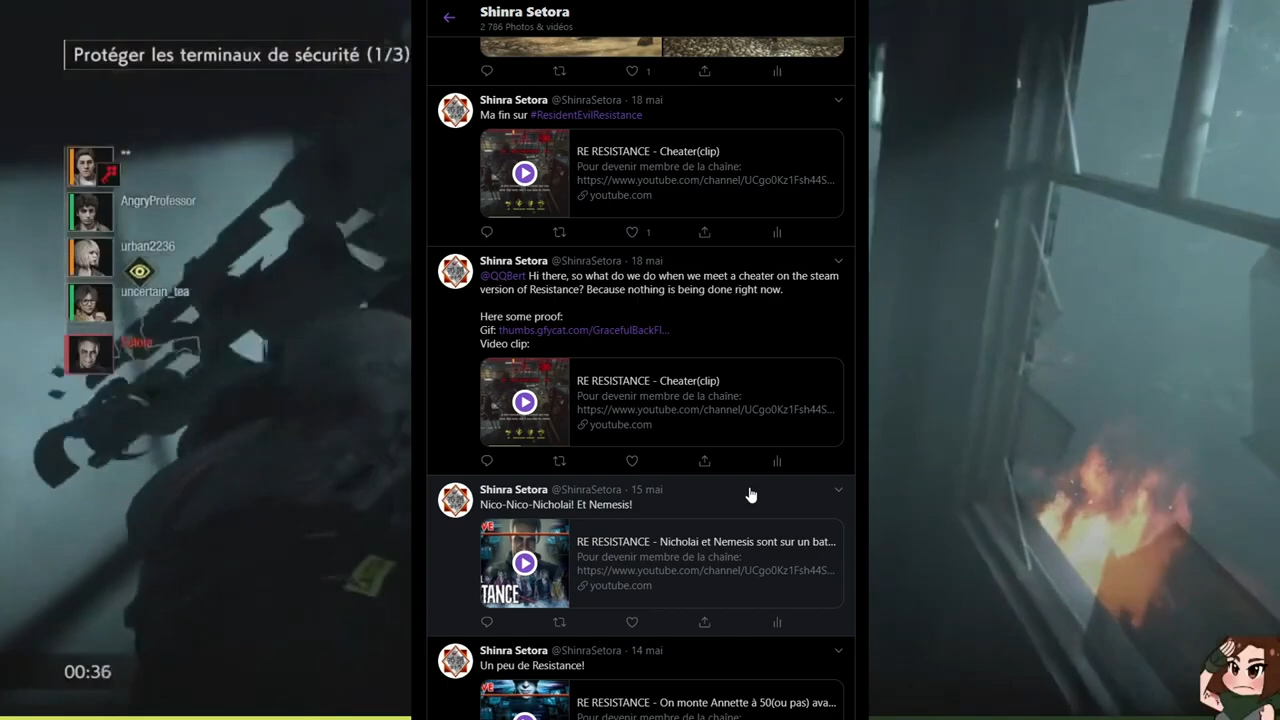 Shinra Setora
2 786 Photos & vidéos
Protéger les terminaux de sécurité (1/3)
1
**
AngryProfessor
urban2236
uncertain_tea
Shinra Setora @ShinraSetora · 18 mai
Ma fin sur #ResidentEvilResistance
RE RESISTANCE - Cheater(clip)
Pour devenir membre de la chaîne:
https://www.youtube.com/channel/UCgo0Kz1Fsh44S...
youtube.com
1
Shinra Setora @ShinraSetora · 18 mai
@QQBert Hi there, so what do we do when we meet a cheater on the steam
version of Resistance? Because nothing is being done right now.
Here some proof:
Gif: thumbs.gfycat.com/GracefulBackFl...
Video clip:
RE RESISTANCE - Cheater(clip)
Pour devenir membre de la chaîne:
https://www.youtube.com/channel/UCgo0Kz1Fsh44S...
youtube.com
Shinra Setora @ShinraSetora · 15 mai
Nico-Nico-Nicholai! Et Nemesis!
VE
TANCE
RE RESISTANCE - Nicholai et Nemesis sont sur un bat...
Pour devenir membre de la chaîne:
https://www.youtube.com/channel/UCgo0Kz1Fsh44S...
youtube.com
Shinra Setora @ShinraSetora · 14 mai
Un peu de Resistance!
VE
RE RESISTANCE - On monte Annette à 50(ou pas) ava...
Pour devenir membre de la chaîne:
00:36